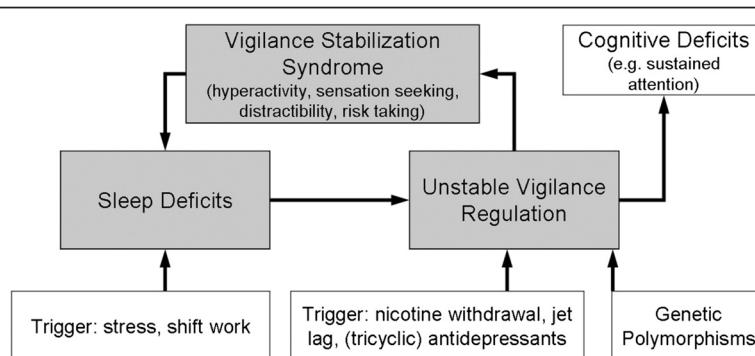 Vigilance Stabilization
Syndrome
(hyperactivity, sensation seeking,
distractibility, risk taking)
Cognitive Deficits
(e.g. sustained
attention)
Sleep Deficits
Unstable Vigilance
Regulation
Trigger: stress, shift work
Trigger: nicotine withdrawal, jet
lag, (tricyclic) antidepressants
Genetic
Polymorphisms